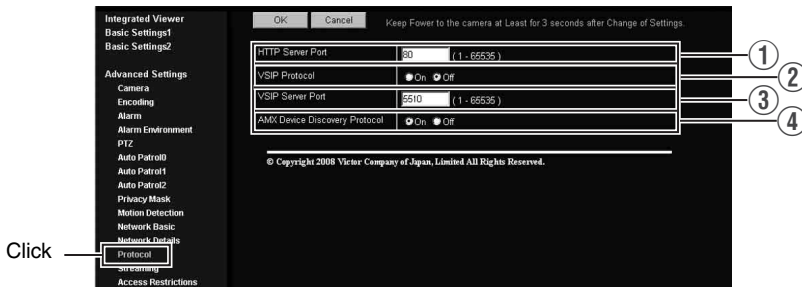 Integrated Viewer
Basic Settings1
Basic Settings2
Advanced Settings
Camera
Encoding
Alarm
Alarm Environment
PTZ
Auto Patrol0
Auto Patrol1
Auto Patrol2
Privacy Mask
Motion Detection
Network Basic
Network Details
Protocol
Streaming
Access Restrictions
Click
OK Cancel Keep Power to the camera at Least for 3 seconds after Change of Settings.
HTTP Server Port 80 ( 1 - 65535 ) 1
VSIP Protocol On Off 2
VSIP Server Port 5510 ( 1 - 65535 ) 3
AMX Device Discovery Protocol On Off 4
© Copyright 2008 Victor Company of Japan, Limited All Rights Reserved.